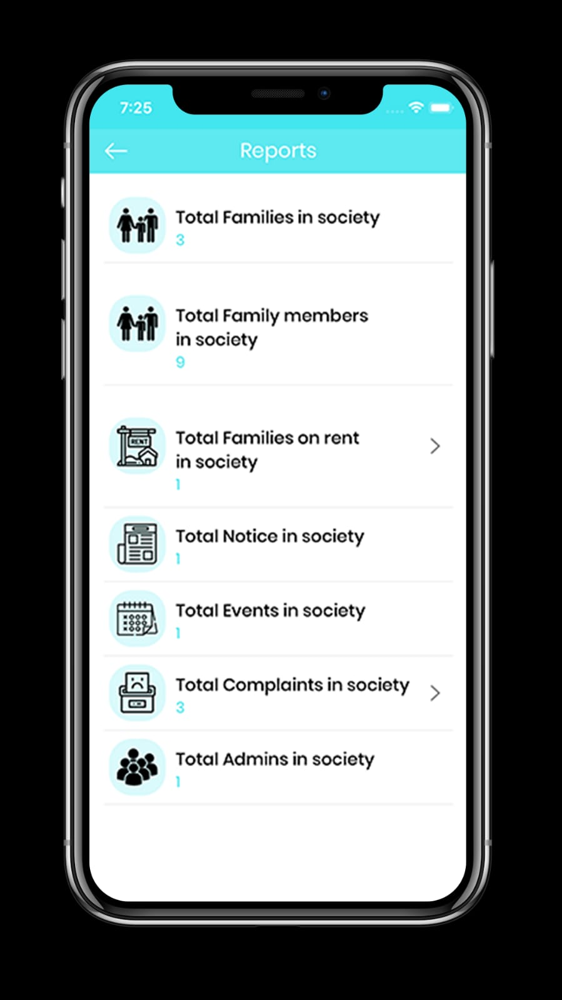 7:25
Reports
Total Families in society
3
Total Family members
in society
9
RENT
Total Families on rent
in society
1
Total Notice in society
1
Total Events in society
1
Total Complaints in society
3
Total Admins in society
1